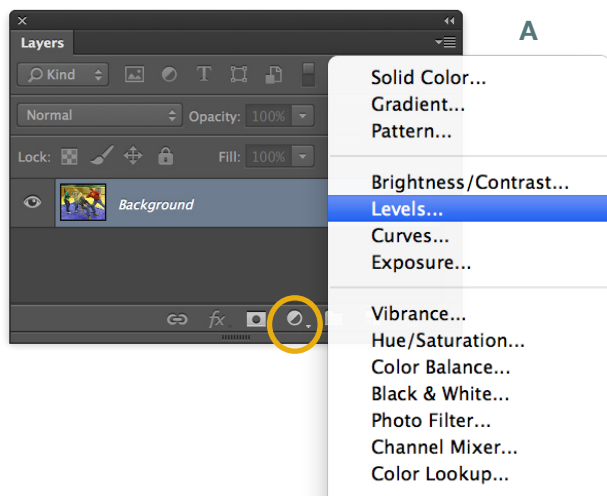 A
Layers
Kind
T
Normal
Opacity: 100%
Lock:
Fill: 100%
Background
fx
Solid Color...
Gradient...
Pattern...
Brightness/Contrast...
Levels...
Curves...
Exposure...
Vibrance...
Hue/Saturation...
Color Balance...
Black & White...
Photo Filter...
Channel Mixer...
Color Lookup...